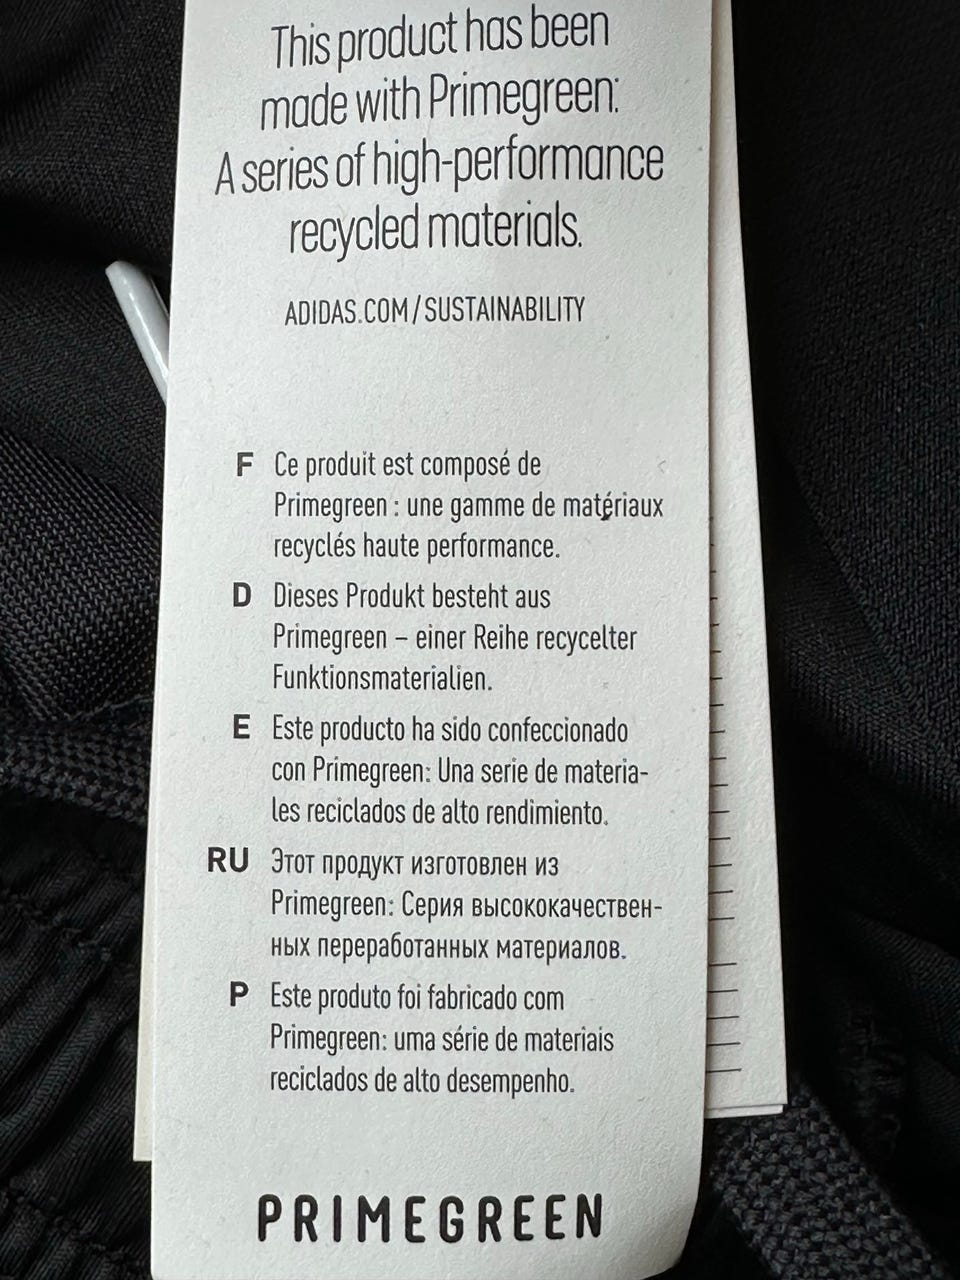 This product has been
made with Primegreen:
A series of high-performance
recycled materials.
ADIDAS.COM/SUSTAINABILITY
F Ce produit est composé de
Primegreen : une gamme de matériaux
recyclés haute performance.
D Dieses Produkt besteht aus
Primegreen – einer Reihe recycelter
Funktionsmaterialien.
E Este producto ha sido confeccionado
con Primegreen: Una serie de materia-
les reciclados de alto rendimiento.
RU Этот продукт изготовлен из
Primegreen: Серия высококачествен-
ных переработанных материалов.
P Este produto foi fabricado com
Primegreen: uma série de materiais
reciclados de alto desempenho.
PRIMEGREEN